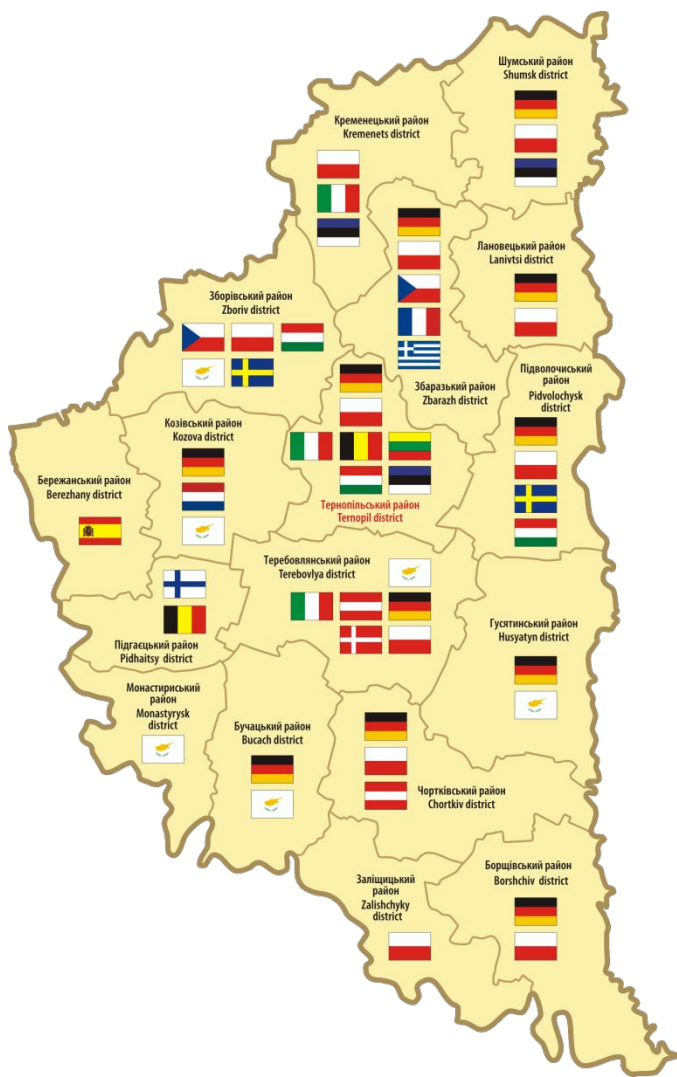 Шумський район
Shumsk district
Кременецький район
Kremenets district
Лановецький район
Lanivtsi district
Зборівський район
Zboriv district
Збаразький район
Zbarazh district
Підволочиський
район
Pidvolochysk
district
Козівський район
Kozova district
Бережанський район
Berezhany district
Тернопільський район
Ternopil district
Теребовлянський район
Terebovlya district
Гусятинський район
Husyatyn district
Підгаєцький район
Pidhaitsy district
Монастириський
район
Monastyrysk
district
Бучацький район
Bucach district
Чортківський район
Chortkiv district
Заліщицький
район
Zalishchyky
district
Борщівський район
Borshchiv district